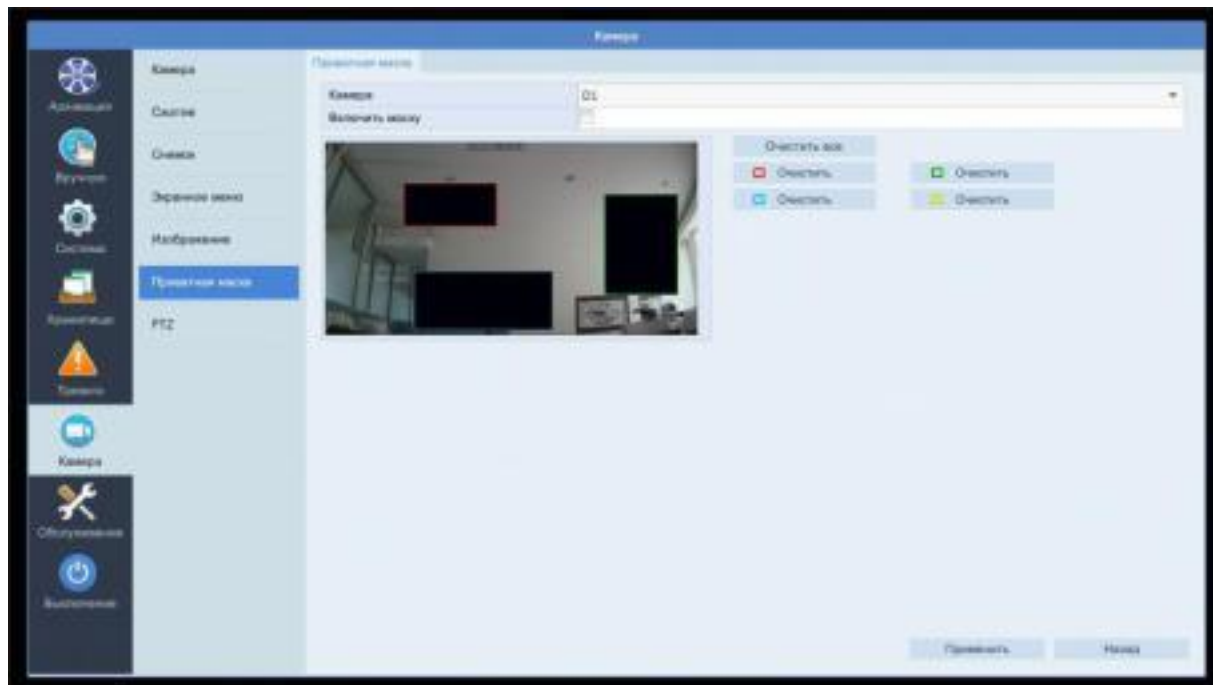 Камера
Архивация
Вручную
Система
Хранилище
Тревога
Камера
Обслуживание
Выключение
Камера
Сжатие
Снимок
Экранное меню
Изображение
Приватная маска
PTZ
Приватная маска
Камера D1
Включить маску
Очистить все
Очистить Очистить
Очистить Очистить
Применить Назад